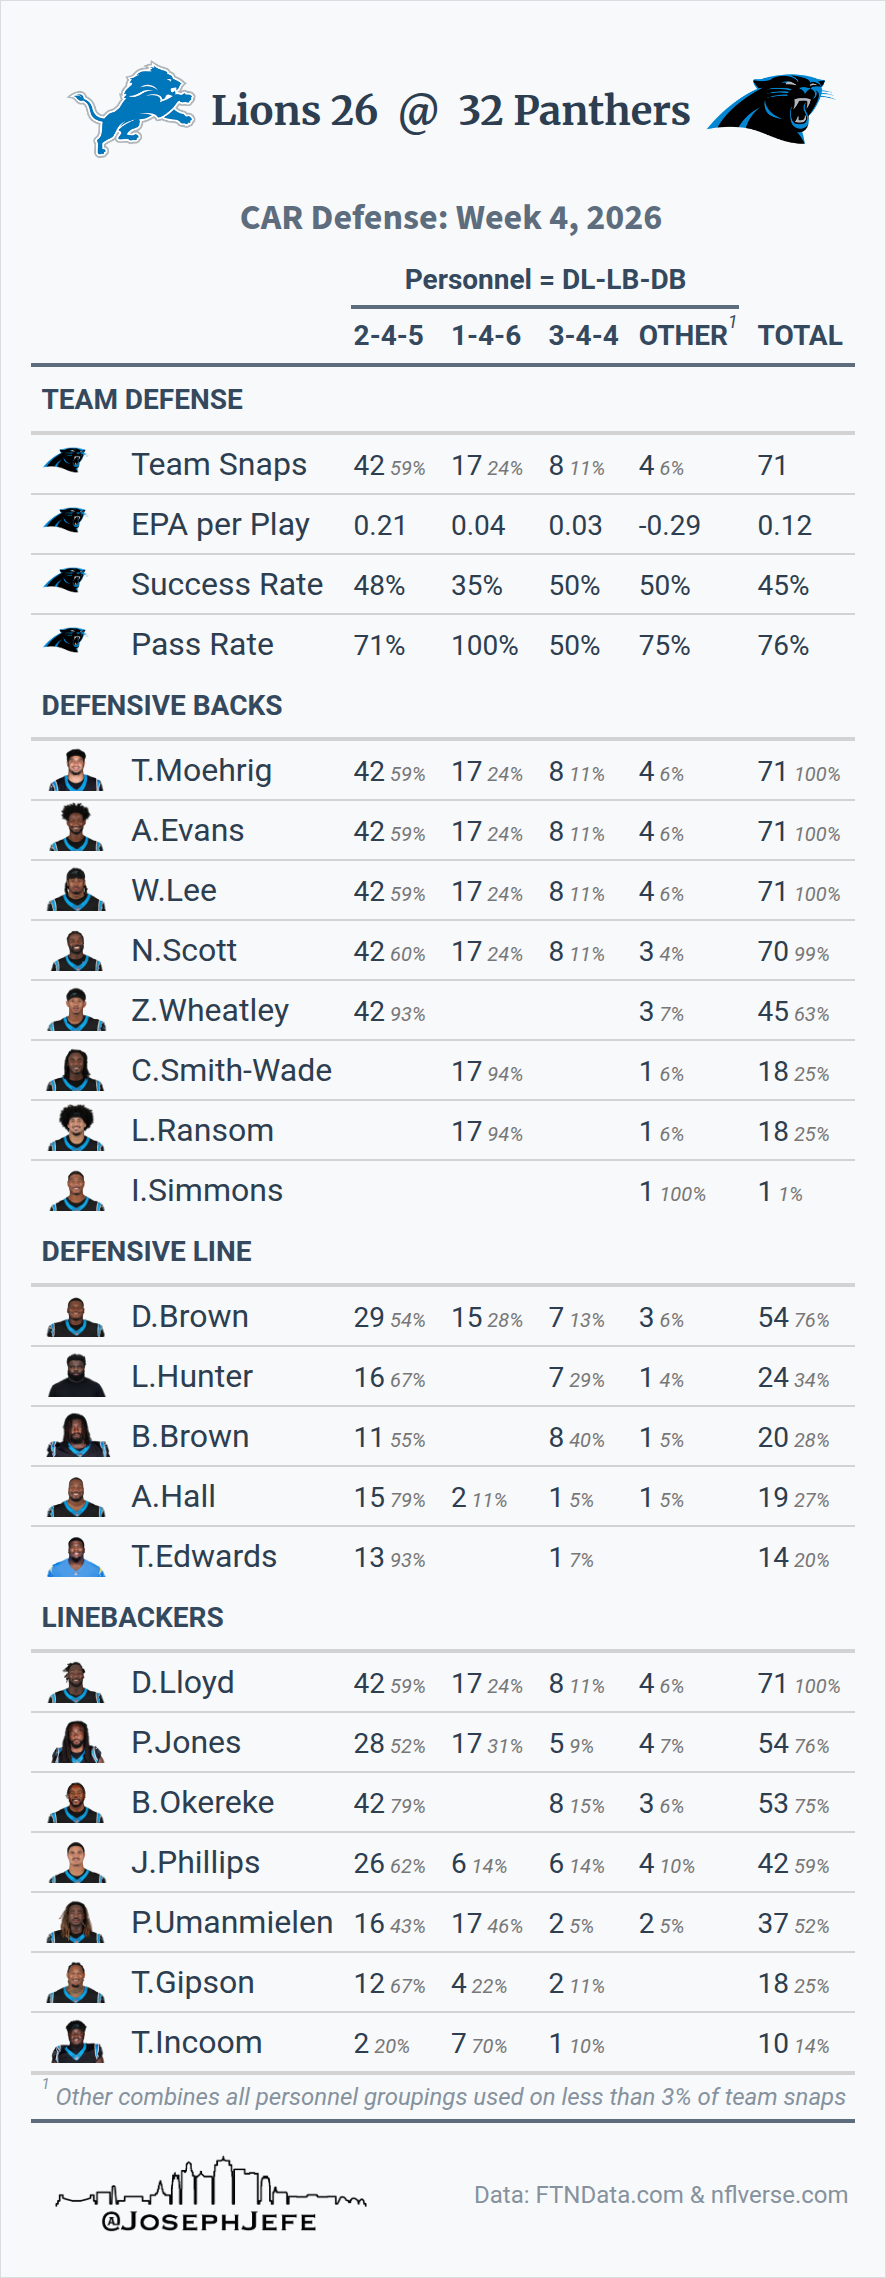 Lions 26 @ 32 Panthers
CAR Defense: Week 4, 2026
Personnel = DL-LB-DB
2-4-5 1-4-6 3-4-4 OTHER1 TOTAL
TEAM DEFENSE
Team Snaps 42 59% 17 24% 8 11% 4 6% 71
EPA per Play 0.21 0.04 0.03 -0.29 0.12
Success Rate 48% 35% 50% 50% 45%
Pass Rate 71% 100% 50% 75% 76%
DEFENSIVE BACKS
T.Moehrig 42 59% 17 24% 8 11% 4 6% 71 100%
A.Evans 42 59% 17 24% 8 11% 4 6% 71 100%
W.Lee 42 59% 17 24% 8 11% 4 6% 71 100%
N.Scott 42 60% 17 24% 8 11% 3 4% 70 99%
Z.Wheatley 42 93% 3 7% 45 63%
C.Smith-Wade 17 94% 1 6% 18 25%
L.Ransom 17 94% 1 6% 18 25%
I.Simmons 1 100% 1 1%
DEFENSIVE LINE
D.Brown 29 54% 15 28% 7 13% 3 6% 54 76%
L.Hunter 16 67% 7 29% 1 4% 24 34%
B.Brown 11 55% 8 40% 1 5% 20 28%
A.Hall 15 79% 2 11% 1 5% 1 5% 19 27%
T.Edwards 13 93% 1 7% 14 20%
LINEBACKERS
D.Lloyd 42 59% 17 24% 8 11% 4 6% 71 100%
P.Jones 28 52% 17 31% 5 9% 4 7% 54 76%
B.Okereke 42 79% 8 15% 3 6% 53 75%
J.Phillips 26 62% 6 14% 6 14% 4 10% 42 59%
P.Umanmielen 16 43% 17 46% 2 5% 2 5% 37 52%
T.Gipson 12 67% 4 22% 2 11% 18 25%
T.Incoom 2 20% 7 70% 1 10% 10 14%
1 Other combines all personnel groupings used on less than 3% of team snaps
@JOSEPHJEFE
Data: FTNData.com & nflverse.com